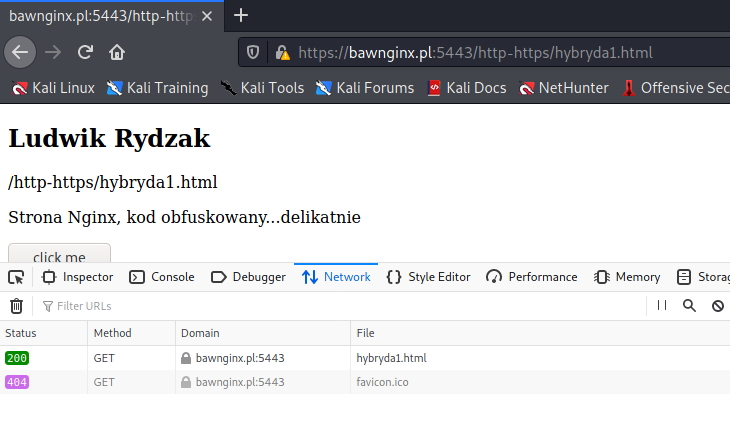 bawnginx.pl:5443/http-http
https://bawnginx.pl:5443/http-https/hybryda1.html
Kali Linux Kali Training Kali Tools Kali Forums Kali Docs NetHunter Offensive Sec
Ludwik Rydzak
/http-https/hybryda1.html
Strona Nginx, kod obfuskowany...delikatnie
click me
Inspector Console Debugger Network Style Editor Performance Memory Storag
Filter URLs
Status Method Domain File
200 GET bawnginx.pl:5443 hybryda1.html
404 GET bawnginx.pl:5443 favicon.ico